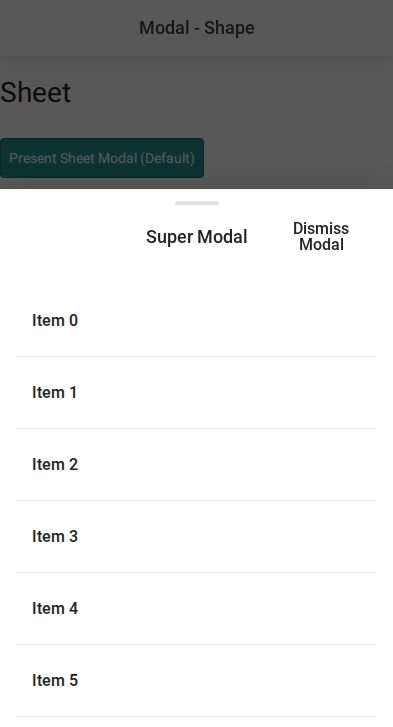 Modal - Shape
Sheet
Present Sheet Modal (Default)
Super Modal
Dismiss
Modal
Item 0
Item 1
Item 2
Item 3
Item 4
Item 5